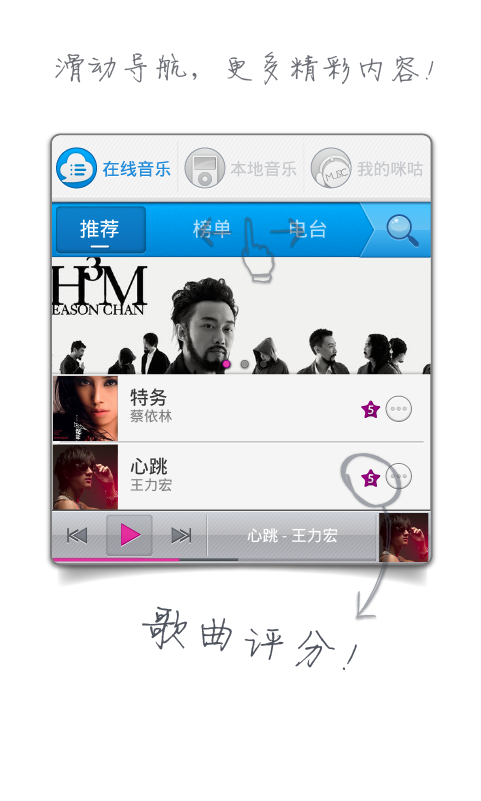 滑动导航，更多精彩内容！
在线音乐 本地音乐 我的咪咕
MUSIC
推荐 榜单 电台
H3M
EASON CHAN
特务
蔡依林
5
心跳
王力宏
5
心跳 - 王力宏
歌曲评分！